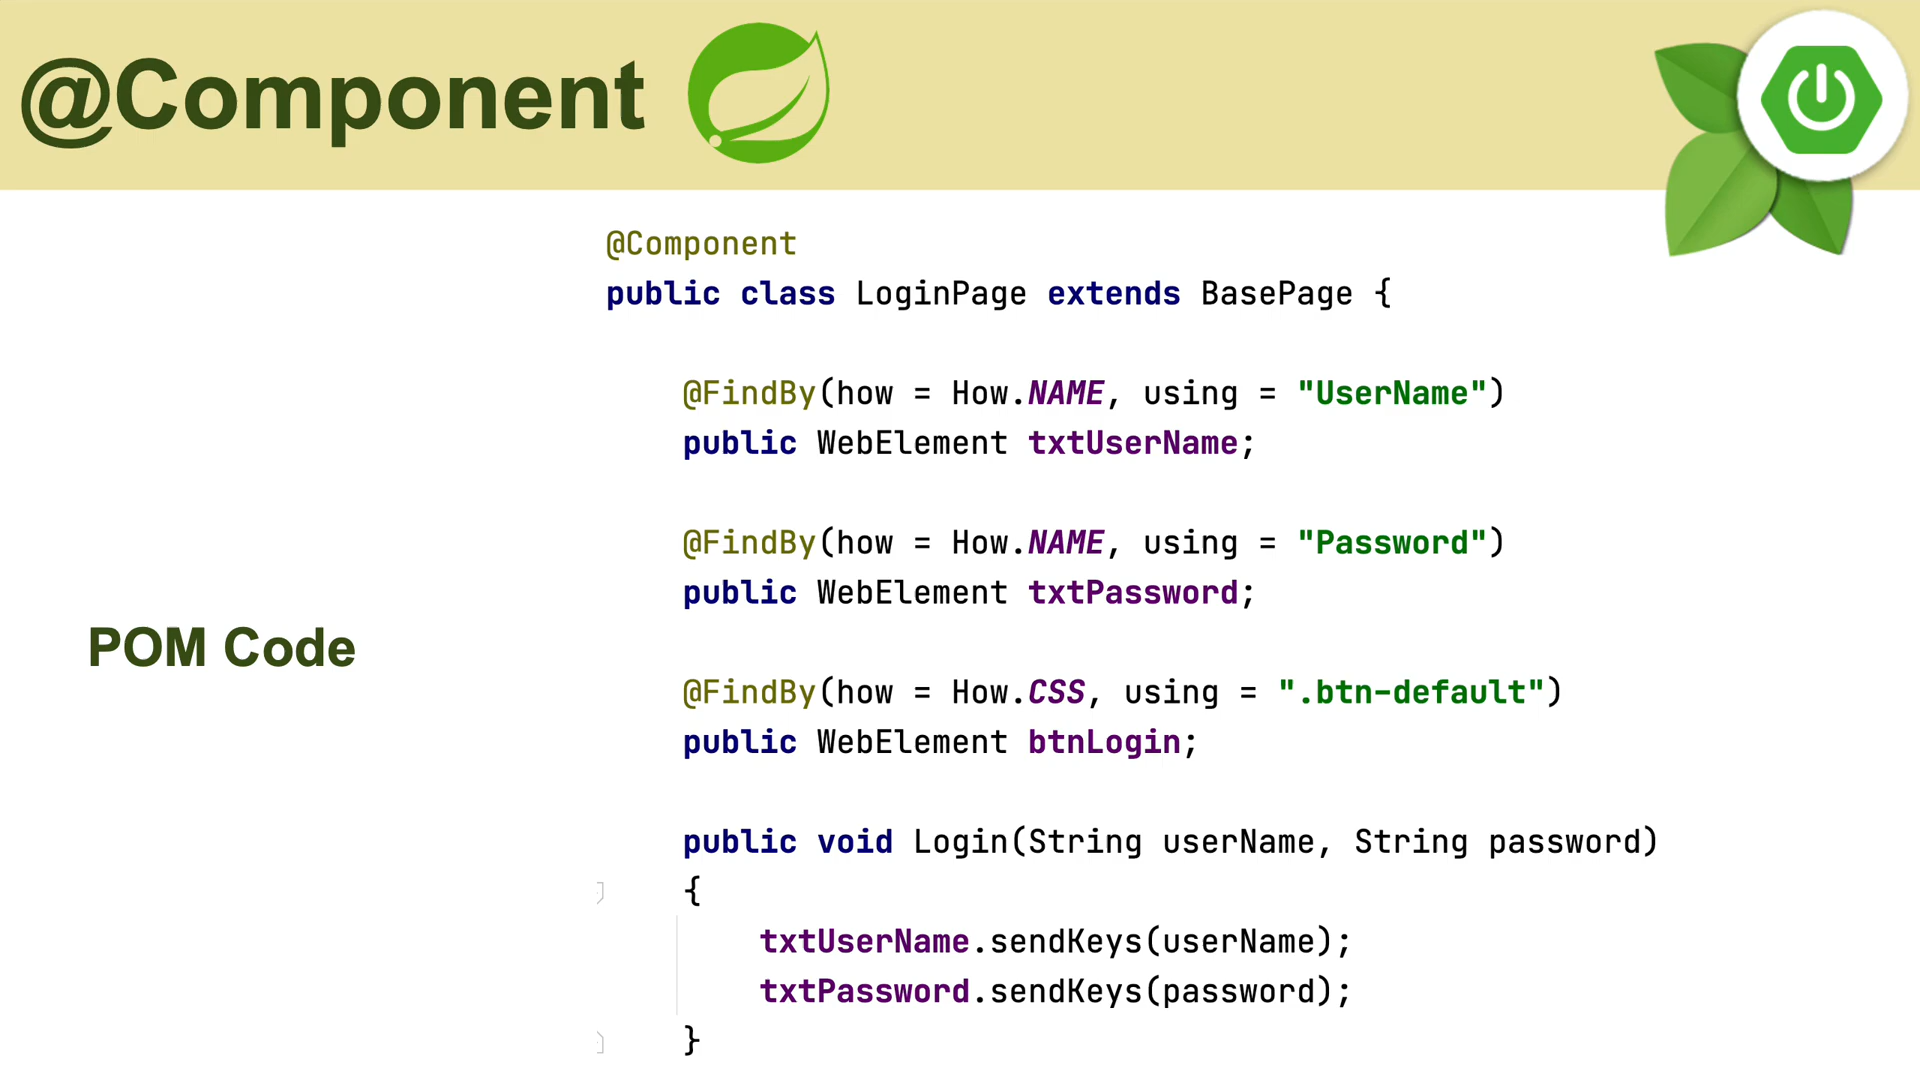 @Component
@Component
public class LoginPage extends BasePage {
@FindBy(how = How.NAME, using = "UserName")
public WebElement txtUserName;
@FindBy(how = How.NAME, using = "Password")
public WebElement txtPassword;
POM Code
@FindBy(how = How.CSS, using = ".btn-default")
public WebElement btnLogin;
public void Login(String userName, String password)
{
txtUserName.sendKeys(userName);
txtPassword.sendKeys(password);
}